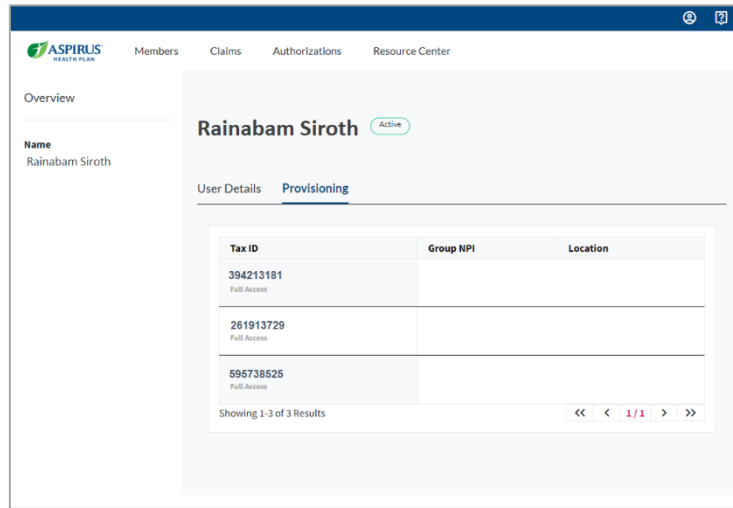 ASPIRUS
HEALTH PLAN
Members Claims Authorizations Resource Center
Overview
Name
Rainabam Siroth
Rainabam Siroth Active
User Details Provisioning
Tax ID Group NPI Location
394213181
Full Access
261913729
Full Access
595738525
Full Access
Showing 1-3 of 3 Results << < 1/1 > >>